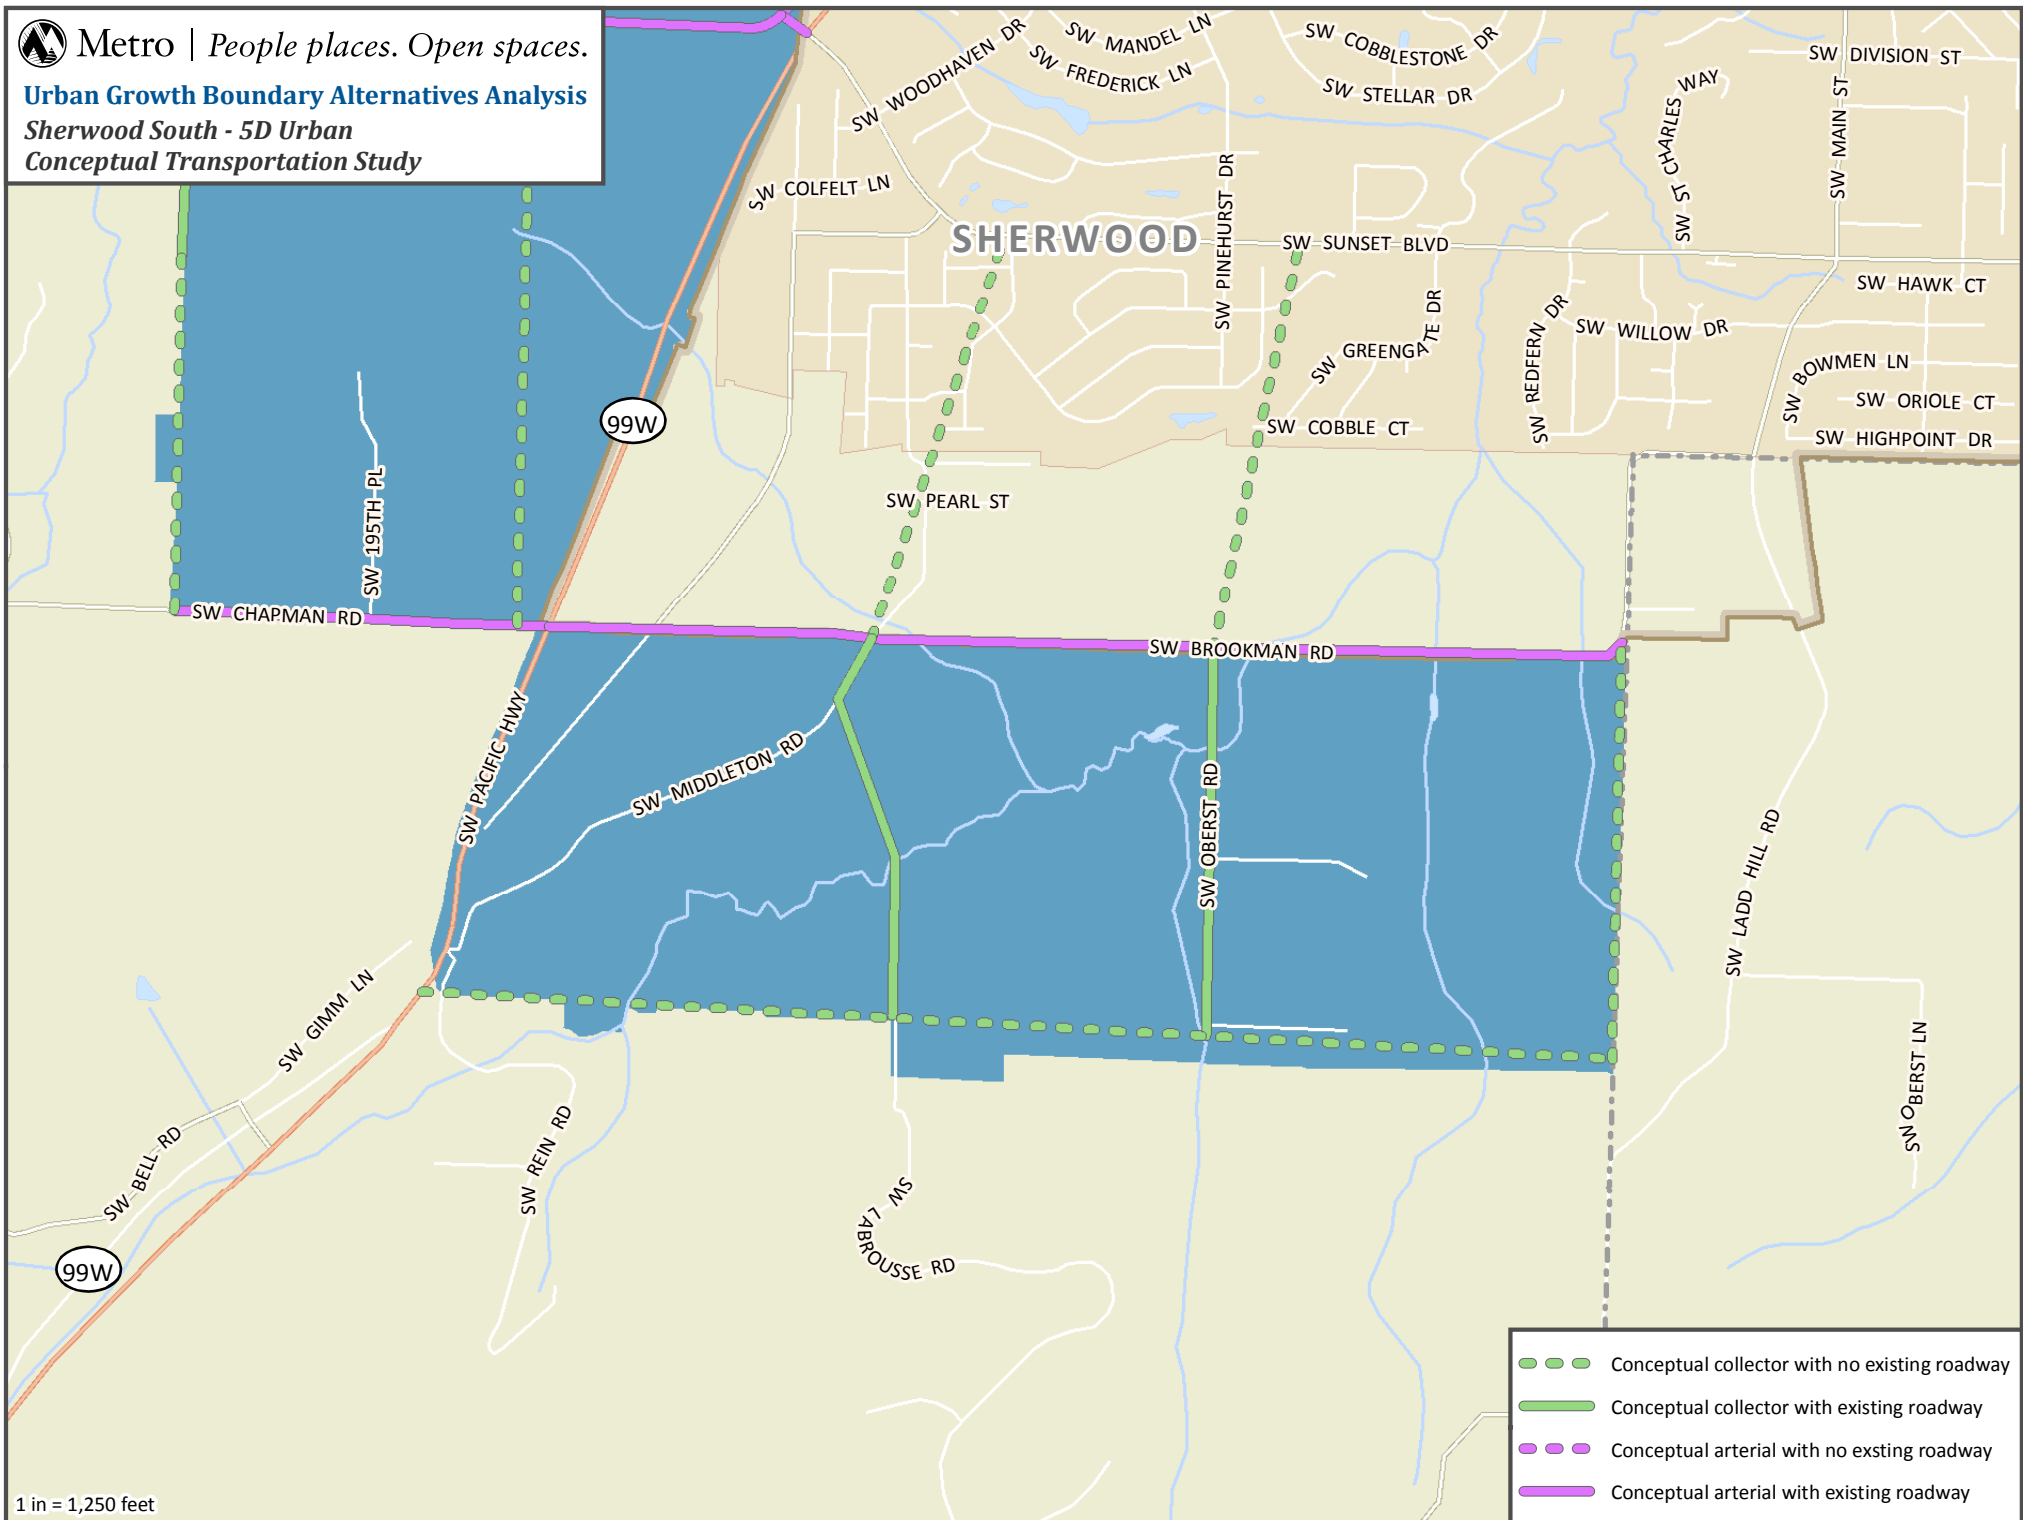 Metro | People places. Open spaces.
Urban Growth Boundary Alternatives Analysis
Sherwood South - 5D Urban
Conceptual Transportation Study
SW WOODHAVEN DR
SW MANDEL LN
SW FREDERICK LN
SW COBBLESTONE DR
SW STELLAR DR
SW DIVISION ST
SW ST CHARLES WAY
SW MAIN ST
SW COLFELT LN
SW PINEHURST DR
SHERWOOD
SW SUNSET BLVD
SW HAWK CT
SW GREENGATE DR
SW REDFERN DR
SW WILLOW DR
SW BOWMEN LN
SW ORIOLE CT
SW HIGHPOINT DR
SW COBBLE CT
99W
SW 195TH PL
SW PEARL ST
SW CHAPMAN RD
SW BROOKMAN RD
SW PACIFIC HWY
SW MIDDLETON RD
SW OBERST RD
SW LADD HILL RD
SW GIMM LN
SW OBERST LN
SW BELL RD
SW REIN RD
SW LABROUSSE RD
99W
Conceptual collector with no existing roadway
Conceptual collector with existing roadway
Conceptual arterial with no exsting roadway
Conceptual arterial with existing roadway
1 in = 1,250 feet